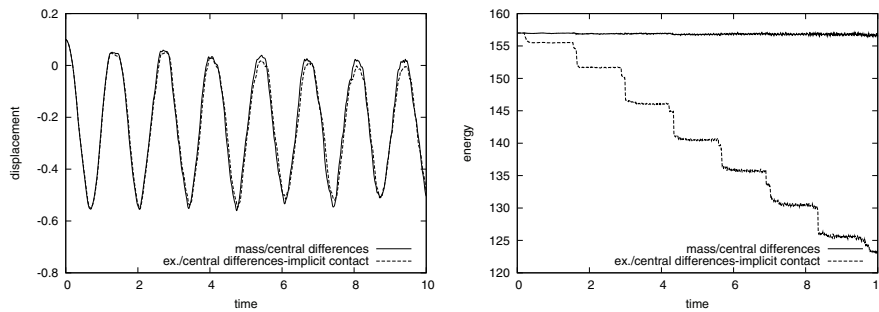 0.2
0
-0.2
-0.4
-0.6
-0.8
displacement
mass/central differences
ex./central differences-implicit contact
0 2 4 6 8 10
time
160
155
150
145
140
135
130
125
120
energy
mass/central differences
ex./central differences-implicit contact
0 2 4 6 8 1
time